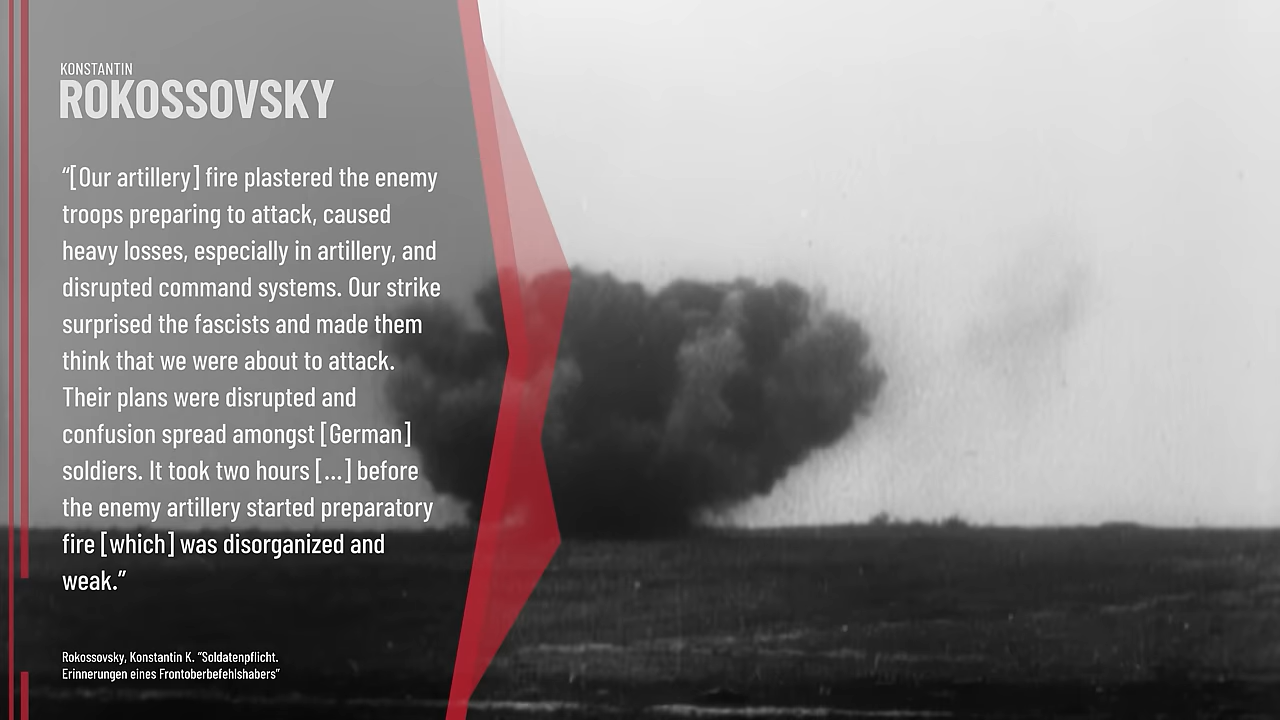 KONSTANTIN
ROKOSSOVSKY
“[Our artillery] fire plastered the enemy
troops preparing to attack, caused
heavy losses, especially in artillery, and
disrupted command systems. Our strike
surprised the fascists and made them
think that we were about to attack.
Their plans were disrupted and
confusion spread amongst [German]
soldiers. It took two hours [...] before
the enemy artillery started preparatory
fire [which] was disorganized and
weak.”
Rokossovsky, Konstantin K. “Soldatenpflicht.
Erinnerungen eines Frontoberbefehlshabers”